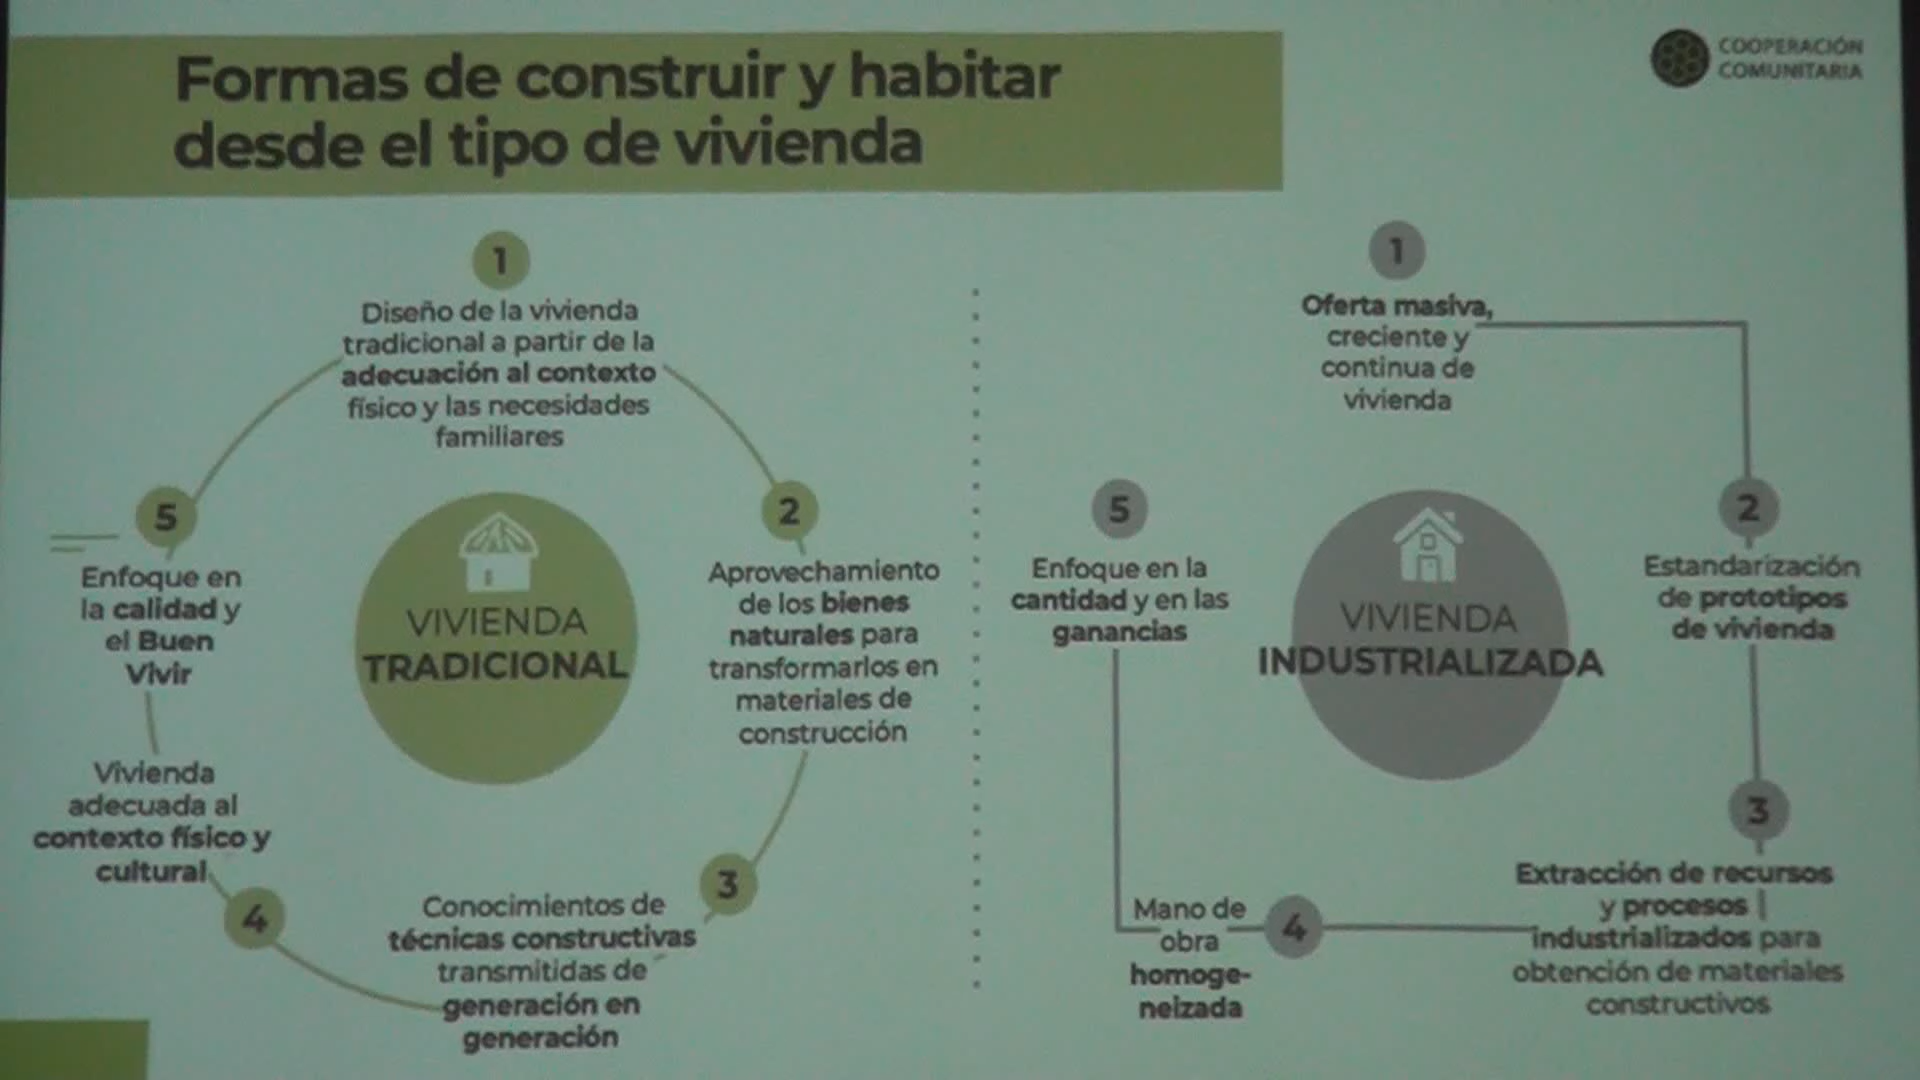 Formas de construir y habitar
desde el tipo de vivienda
COOPERACIÓN
COMUNITARIA
1
Diseño de la vivienda
tradicional a partir de la
adecuación al contexto
físico y las necesidades
familiares
2
Aprovechamiento
de los bienes
naturales para
transformarlos en
materiales de
construcción
3
Conocimientos de
técnicas constructivas
transmitidas de
generación en
generación
4
Vivienda
adecuada al
contexto físico y
cultural
5
Enfoque en
la calidad y
el Buen
Vivir
VIVIENDA
TRADICIONAL
1
Oferta masiva,
creciente y
continua de
vivienda
2
Estandarización
de prototipos
de vivienda
3
Extracción de recursos
y procesos
industrializados para
obtención de materiales
constructivos
4
Mano de
obra
homoge-
neizada
5
Enfoque en la
cantidad y en las
ganancias
VIVIENDA
INDUSTRIALIZADA